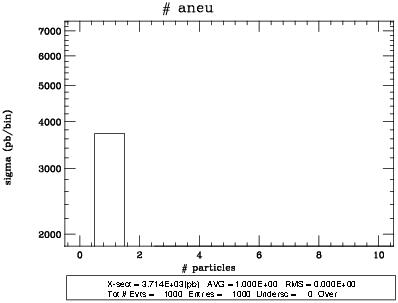 # aneu
7000
6000
5000
4000
3000
2000
sigma (pb/bin)
0 2 4 6 8 10
# particles
X-sect = 3.714E+03(pb) AVG = 1.000E+00 RMS = 0.000E+00
Tot # Evts = 1000 Entries = 1000 Undersc = 0 Over